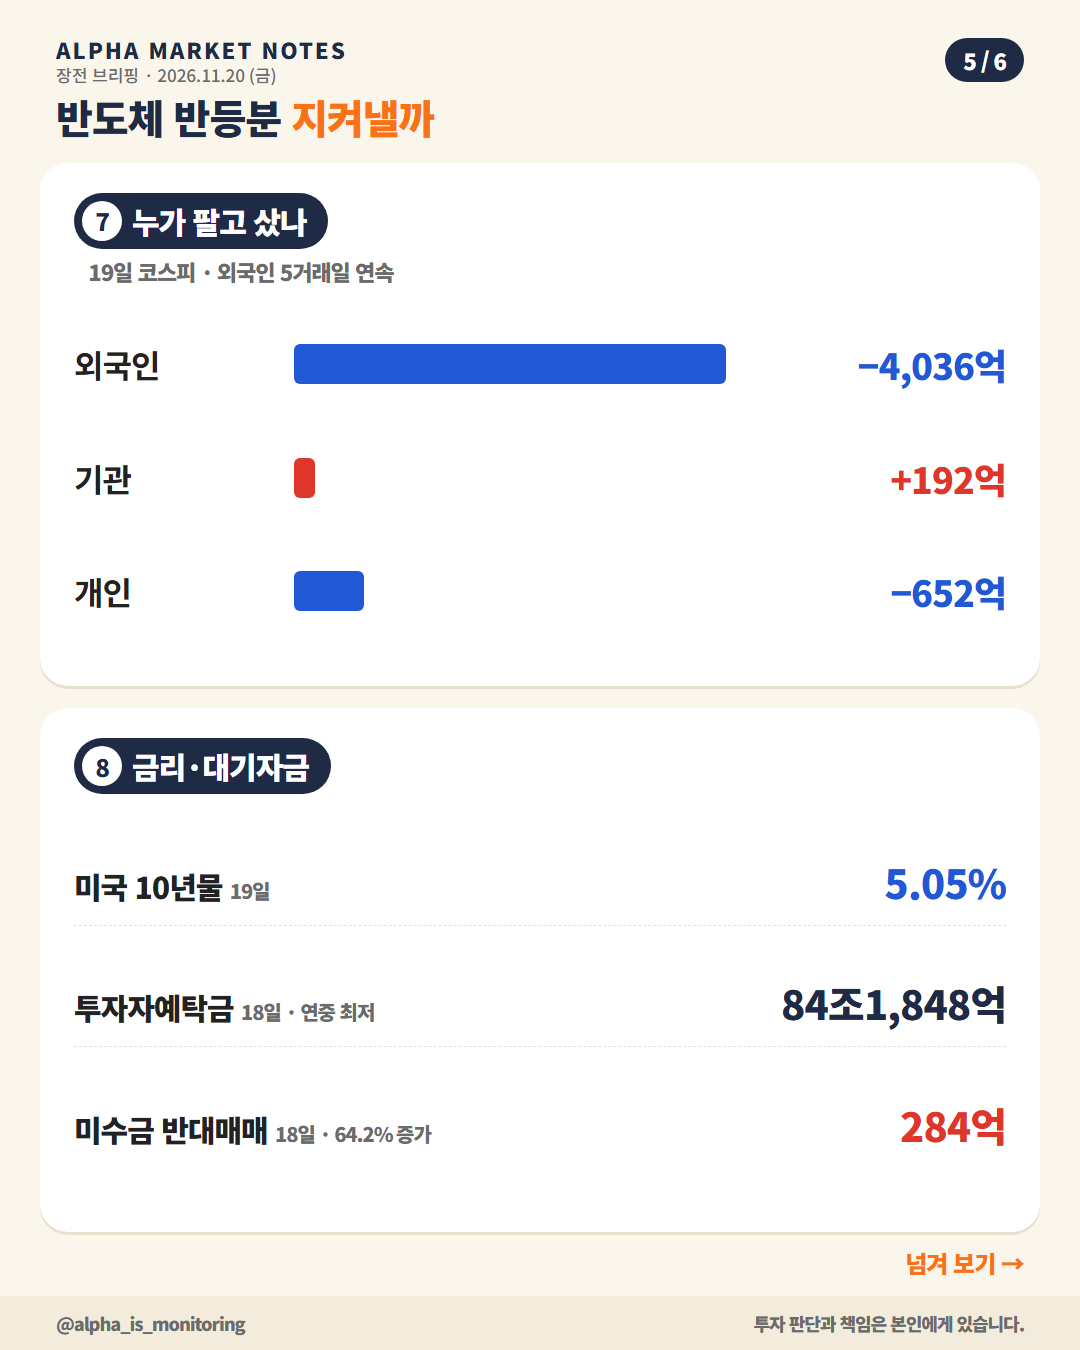 ALPHA MARKET NOTES
장전 브리핑 · 2026.11.20 (금)
5 / 6
반도체 반등분 지켜낼까
7 누가 팔고 샀나
19일 코스피 · 외국인 5거래일 연속
외국인 −4,036억
기관 +192억
개인 −652억
8 금리·대기자금
미국 10년물 19일 5.05%
투자자예탁금 18일 · 연중 최저 84조1,848억
미수금 반대매매 18일 · 64.2% 증가 284억
넘겨 보기 →
@alpha_is_monitoring 투자 판단과 책임은 본인에게 있습니다.